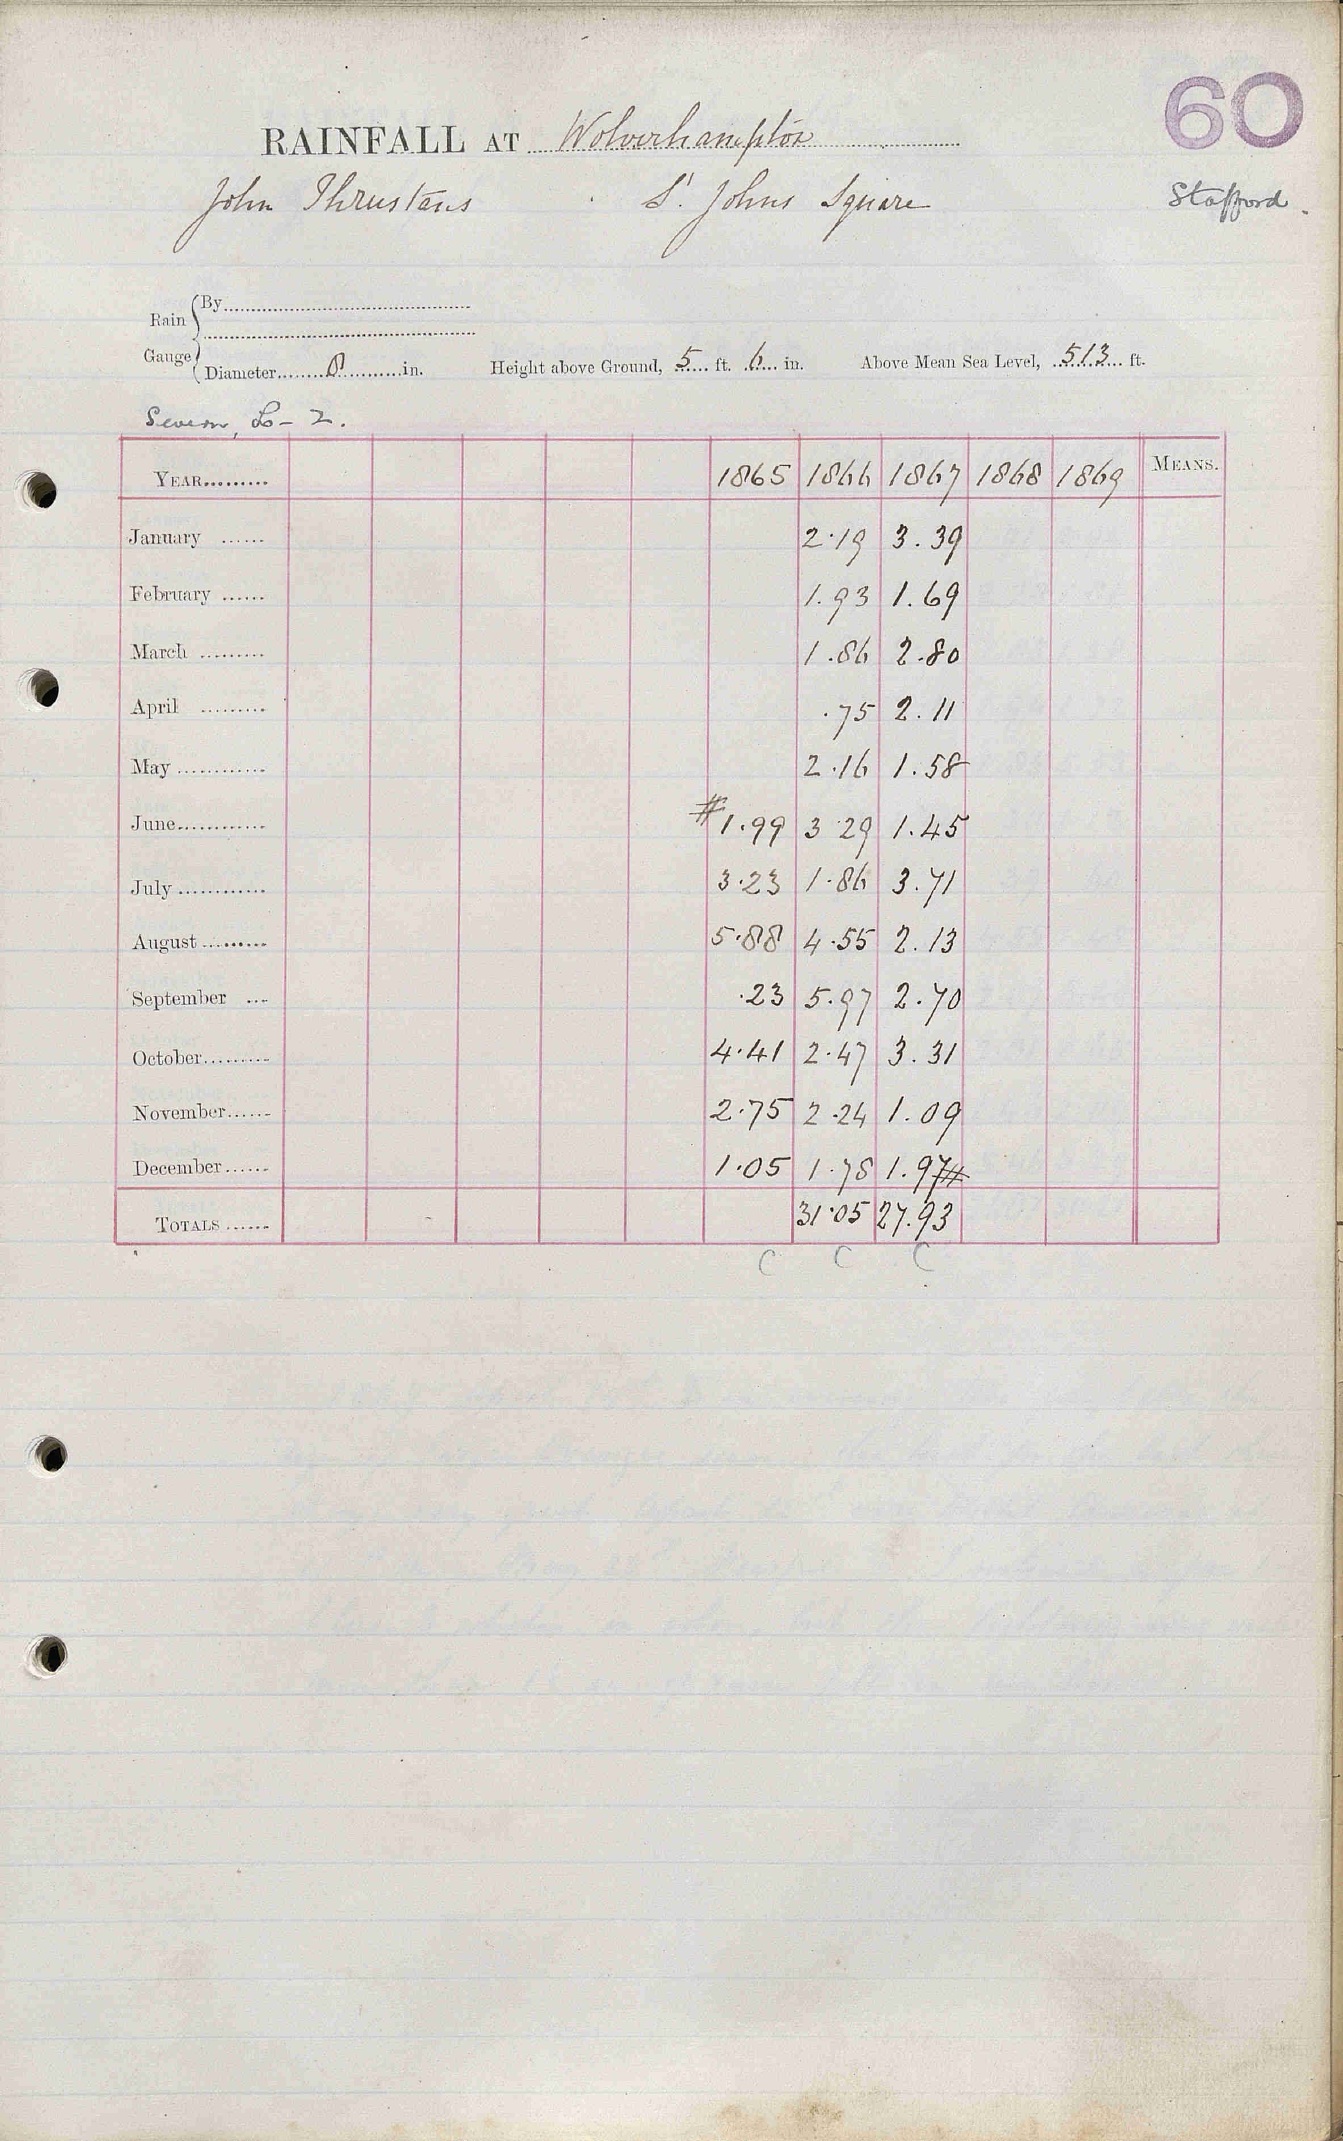 60
RAINFALL AT Wolverhampton
John Thrustans St. Johns Square
Stafford.
Rain Gauge By
Diameter 8 in. Height above Ground, 5 ft. 6 in. Above Mean Sea Level, 513 ft.
Severn, L- 2.
YEAR 1865 1866 1867 1868 1869 MEANS.
January 2.19 3.39
February 1.93 1.69
March 1.86 2.80
April .75 2.11
May 2.16 1.58
June #1.99 3 29 1.45
July 3.23 1.86 3.71
August 5.88 4.55 2.13
September .23 5.97 2.70
October 4.41 2.47 3.31
November 2.75 2.24 1.09
December 1.05 1.78 1.97#
TOTALS 31.05 27.93
C C C